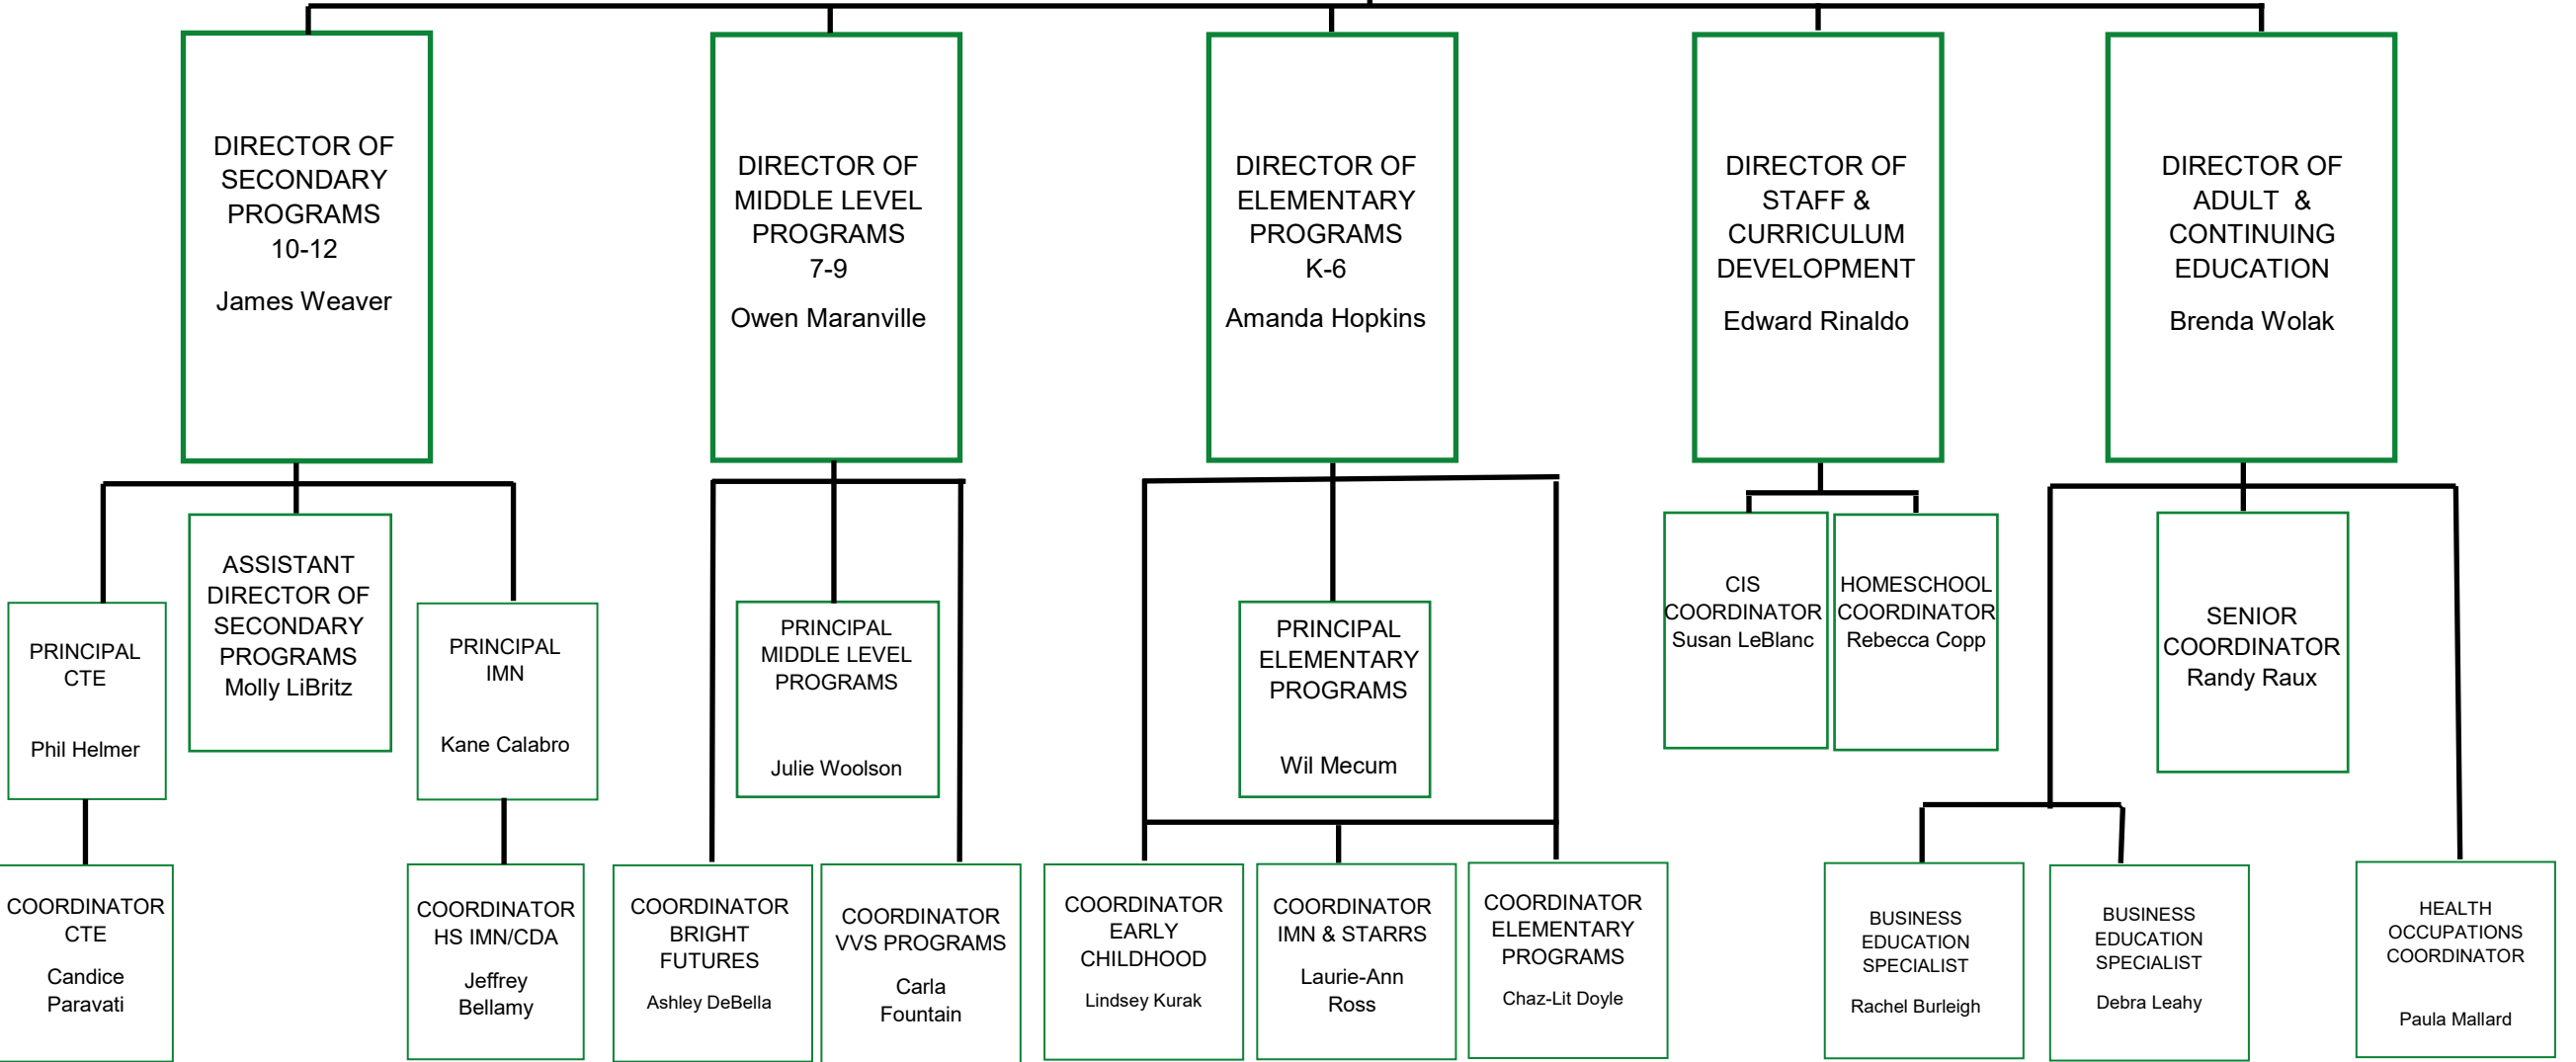 DIRECTOR OF
SECONDARY
PROGRAMS
10-12
James Weaver
DIRECTOR OF
MIDDLE LEVEL
PROGRAMS
7-9
Owen Maranville
DIRECTOR OF
ELEMENTARY
PROGRAMS
K-6
Amanda Hopkins
DIRECTOR OF
STAFF &
CURRICULUM
DEVELOPMENT
Edward Rinaldo
DIRECTOR OF
ADULT &
CONTINUING
EDUCATION
Brenda Wolak
PRINCIPAL
CTE
Phil Helmer
ASSISTANT
DIRECTOR OF
SECONDARY
PROGRAMS
Molly LiBritz
PRINCIPAL
IMN
Kane Calabro
PRINCIPAL
MIDDLE LEVEL
PROGRAMS
Julie Woolson
PRINCIPAL
ELEMENTARY
PROGRAMS
Wil Mecum
CIS
COORDINATOR
Susan LeBlanc
HOMESCHOOL
COORDINATOR
Rebecca Copp
SENIOR
COORDINATOR
Randy Raux
COORDINATOR
CTE
Candice
Paravati
COORDINATOR
HS IMN/CDA
Jeffrey
Bellamy
COORDINATOR
BRIGHT
FUTURES
Ashley DeBella
COORDINATOR
VVS PROGRAMS
Carla
Fountain
COORDINATOR
EARLY
CHILDHOOD
Lindsey Kurak
COORDINATOR
IMN & STARRS
Laurie-Ann
Ross
COORDINATOR
ELEMENTARY
PROGRAMS
Chaz-Lit Doyle
BUSINESS
EDUCATION
SPECIALIST
Rachel Burleigh
BUSINESS
EDUCATION
SPECIALIST
Debra Leahy
HEALTH
OCCUPATIONS
COORDINATOR
Paula Mallard